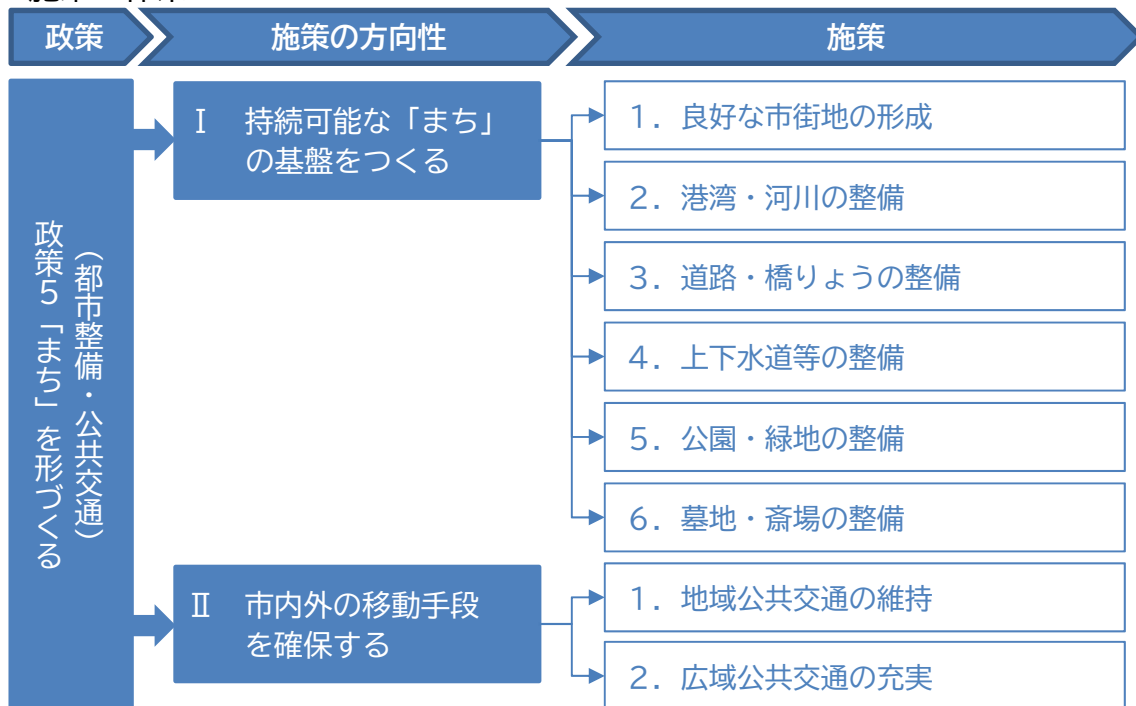 政策
施策の方向性
施策
政策5「まち」を形づくる
（都市整備・公共交通）
Ⅰ 持続可能な「まち」
の基盤をつくる
1．良好な市街地の形成
2．港湾・河川の整備
3．道路・橋りょうの整備
4．上下水道等の整備
5．公園・緑地の整備
6．墓地・斎場の整備
Ⅱ 市内外の移動手段
を確保する
1．地域公共交通の維持
2．広域公共交通の充実